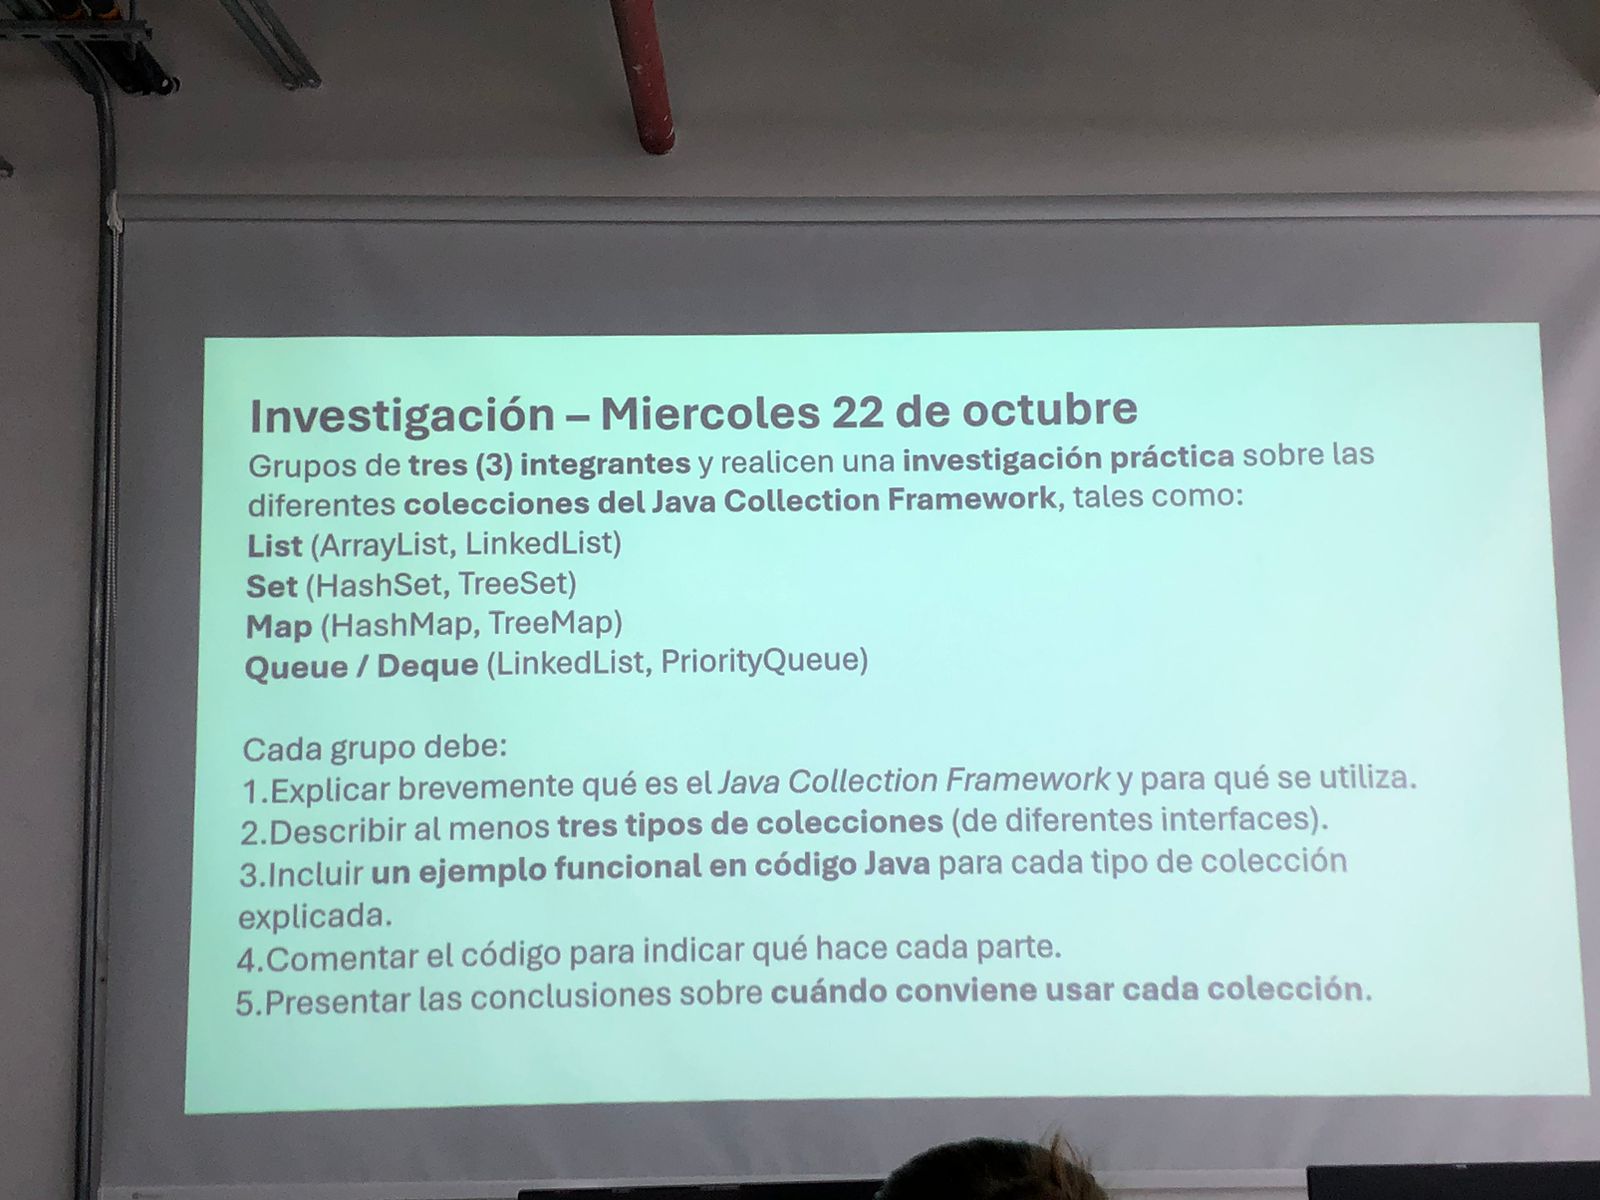 Investigación – Miercoles 22 de octubre
Grupos de tres (3) integrantes y realicen una investigación práctica sobre las
diferentes colecciones del Java Collection Framework, tales como:
List (ArrayList, LinkedList)
Set (HashSet, TreeSet)
Map (HashMap, TreeMap)
Queue / Deque (LinkedList, PriorityQueue)
Cada grupo debe:
1.Explicar brevemente qué es el Java Collection Framework y para qué se utiliza.
2.Describir al menos tres tipos de colecciones (de diferentes interfaces).
3.Incluir un ejemplo funcional en código Java para cada tipo de colección
explicada.
4.Comentar el código para indicar qué hace cada parte.
5.Presentar las conclusiones sobre cuándo conviene usar cada colección.